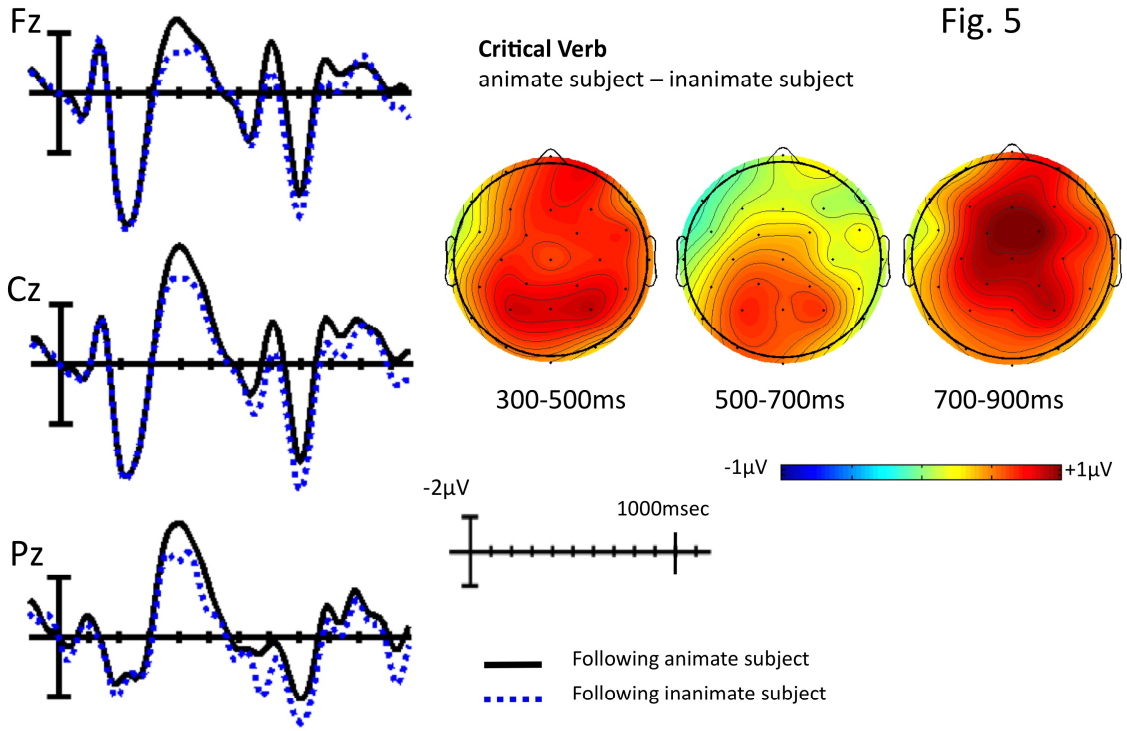 Fz
Fig. 5
Critical Verb
animate subject – inanimate subject
Cz
300-500ms
500-700ms
700-900ms
-1µV
+1µV
-2µV
1000msec
Pz
Following animate subject
Following inanimate subject